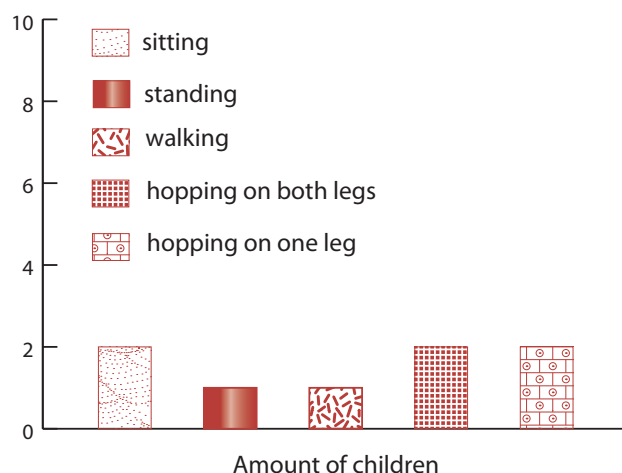 10
sitting
standing
8
walking
6
hopping on both legs
hopping on one leg
4
2
0
Amount of children